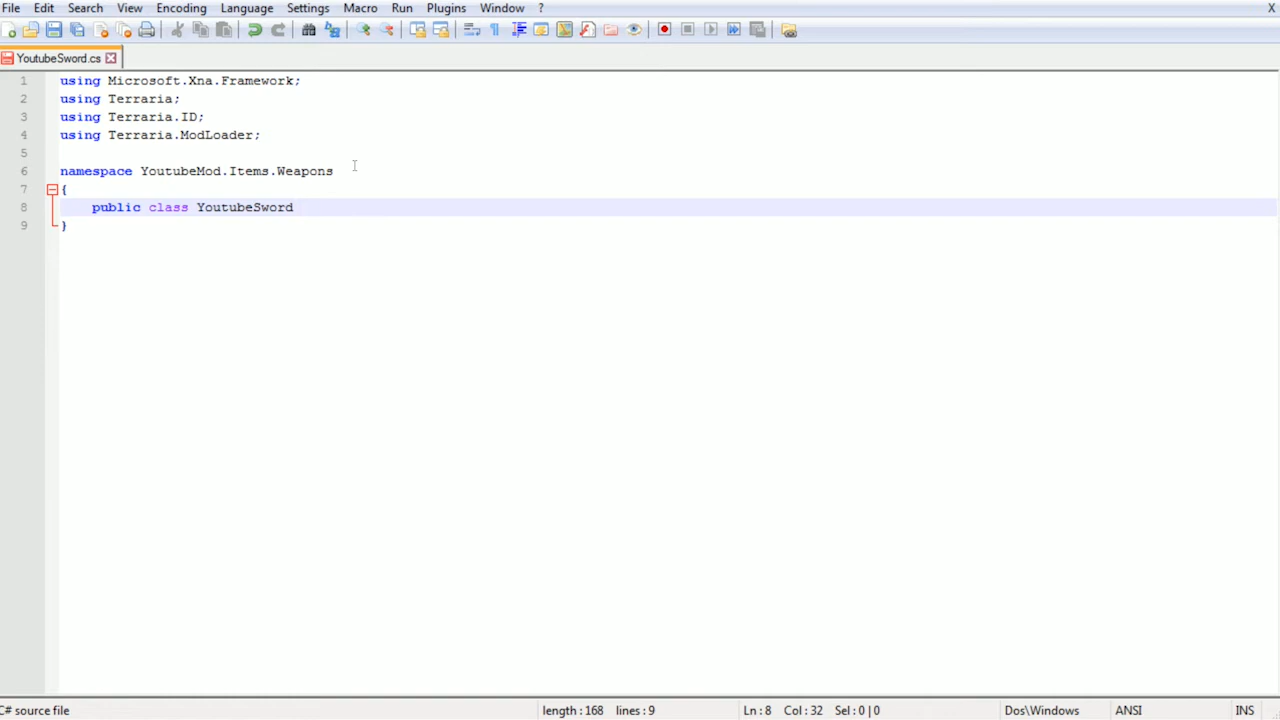 File Edit Search View Encoding Language Settings Macro Run Plugins Window ? X
YoutubeSword.cs
1 using Microsoft.Xna.Framework;
2 using Terraria;
3 using Terraria.ID;
4 using Terraria.ModLoader;
5
6 namespace YoutubeMod.Items.Weapons
7 {
8 public class YoutubeSword
9 }
C# source file length : 168 lines : 9 Ln : 8 Col : 32 Sel : 0 | 0 Dos\Windows ANSI INS